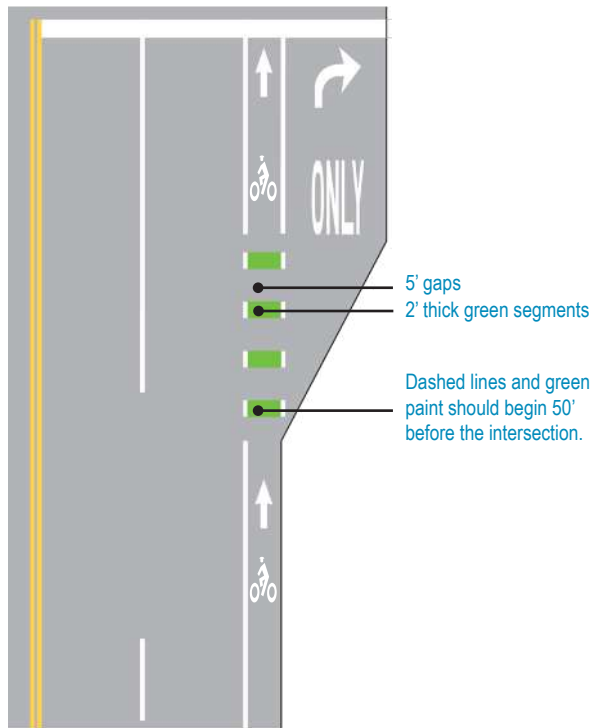 ONLY
5’ gaps
2’ thick green segments
Dashed lines and green
paint should begin 50’
before the intersection.